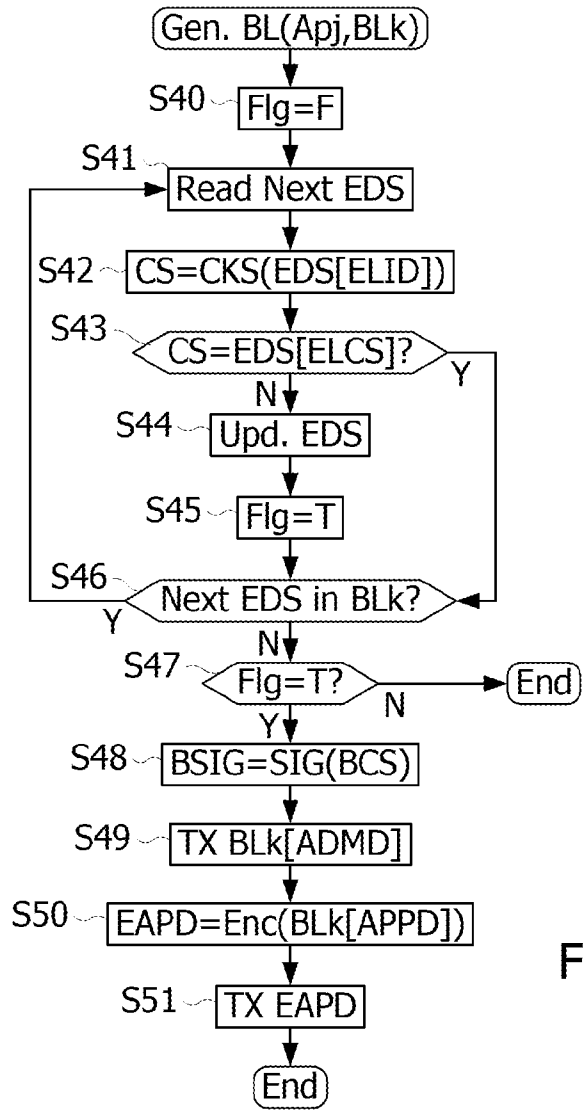 Gen. BL(Apj,BLk)
S40
Flg=F
S41
Read Next EDS
S42
CS=CKS(EDS[ELID])
S43
CS=EDS[ELCS]?
Y
N
S44
Upd. EDS
S45
Flg=T
S46
Next EDS in BLk?
Y
N
S47
Flg=T?
N
End
Y
S48
BSIG=SIG(BCS)
S49
TX BLk[ADMD]
S50
EAPD=Enc(BLk[APPD])
F
S51
TX EAPD
End